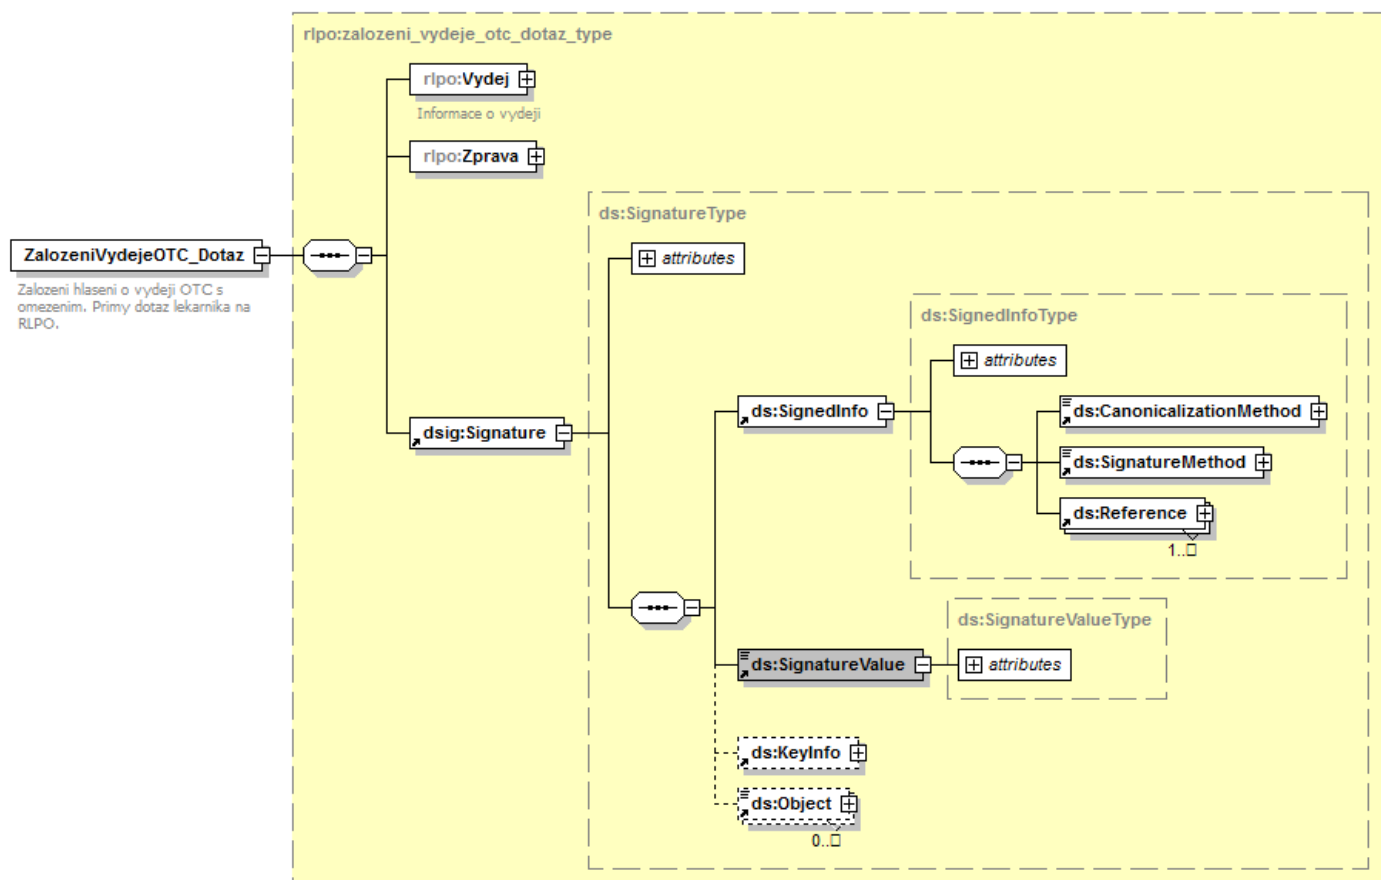 rlpo:zalozeni_vydeje_otc_dotaz_type
rlpo:Vydej
Informace o vydeji
rlpo:Zprava
ds:SignatureType
ZalozeniVydejeOTC_Dotaz
attributes
Zalozeni hlaseni o vydeji OTC s
omezenim. Primy dotaz lekarnika na
RLPO.
ds:SignedInfoType
attributes
ds:SignedInfo
ds:CanonicalizationMethod
dsig:Signature
ds:SignatureMethod
ds:Reference
1..□
ds:SignatureValueType
ds:SignatureValue
attributes
ds:KeyInfo
ds:Object
0..□